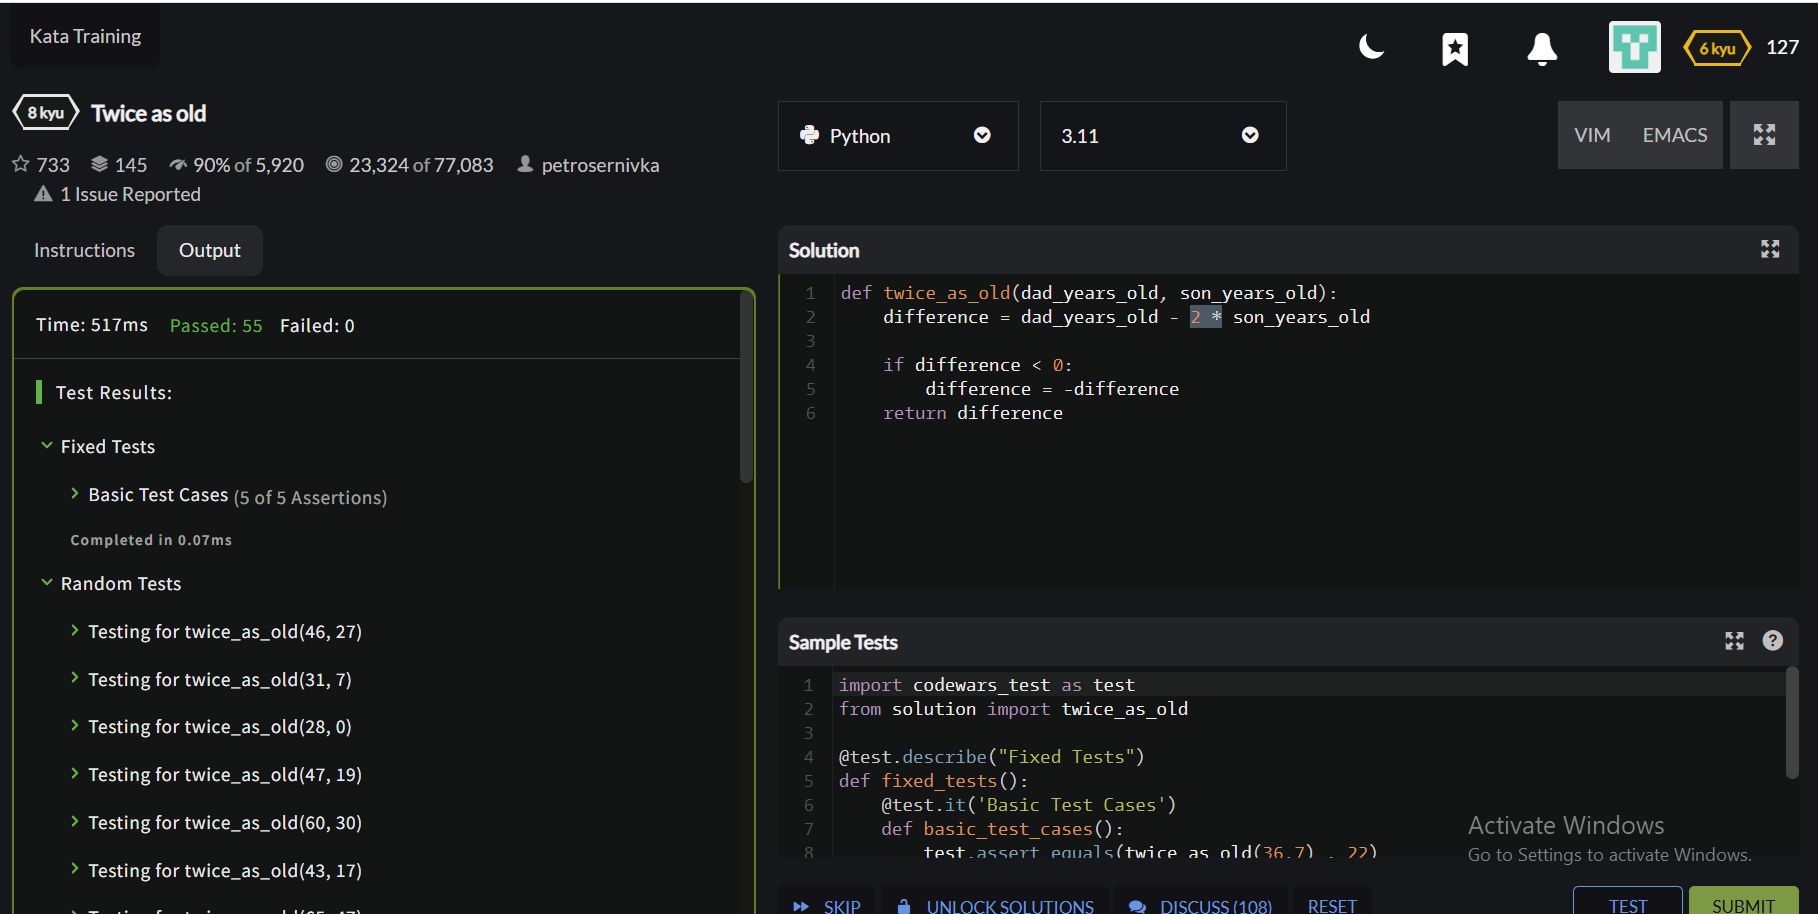 Kata Training
6 kyu 127
8 kyu Twice as old
733 145 90% of 5,920 23,324 of 77,083 petrosernivka
1 Issue Reported
Instructions Output
Time: 517ms Passed: 55 Failed: 0
Test Results:
Fixed Tests
Basic Test Cases (5 of 5 Assertions)
Completed in 0.07ms
Random Tests
Testing for twice_as_old(46, 27)
Testing for twice_as_old(31, 7)
Testing for twice_as_old(28, 0)
Testing for twice_as_old(47, 19)
Testing for twice_as_old(60, 30)
Testing for twice_as_old(43, 17)
Python 3.11 VIM EMACS
Solution
1 def twice_as_old(dad_years_old, son_years_old):
2 difference = dad_years_old - 2 * son_years_old
3
4 if difference < 0:
5 difference = -difference
6 return difference
Sample Tests
1 import codewars_test as test
2 from solution import twice_as_old
3
4 @test.describe("Fixed Tests")
5 def fixed_tests():
6 @test.it('Basic Test Cases')
7 def basic_test_cases():
8 test.assert_equals(twice_as_old(36,7) , 22)
Activate Windows
Go to Settings to activate Windows.
SKIP UNLOCK SOLUTIONS DISCUSS (108) RESET TEST SUBMIT